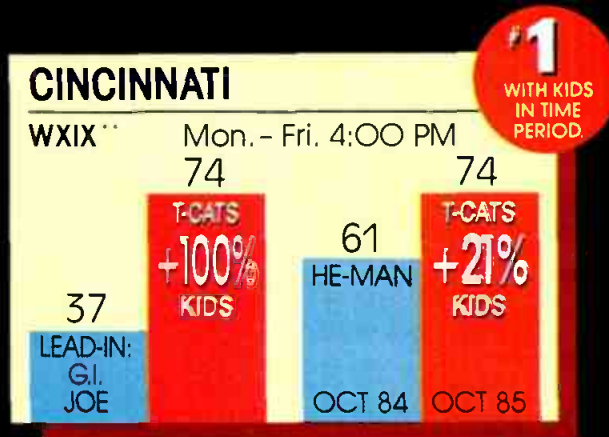 #1
WITH KIDS
IN TIME
PERIOD.
CINCINNATI
WXIX** Mon. - Fri. 4:00 PM
74
T-CATS
+100%
KIDS
37
LEAD-IN:
G.I.
JOE
61
HE-MAN
OCT 84
74
T-CATS
+21%
KIDS
OCT 85